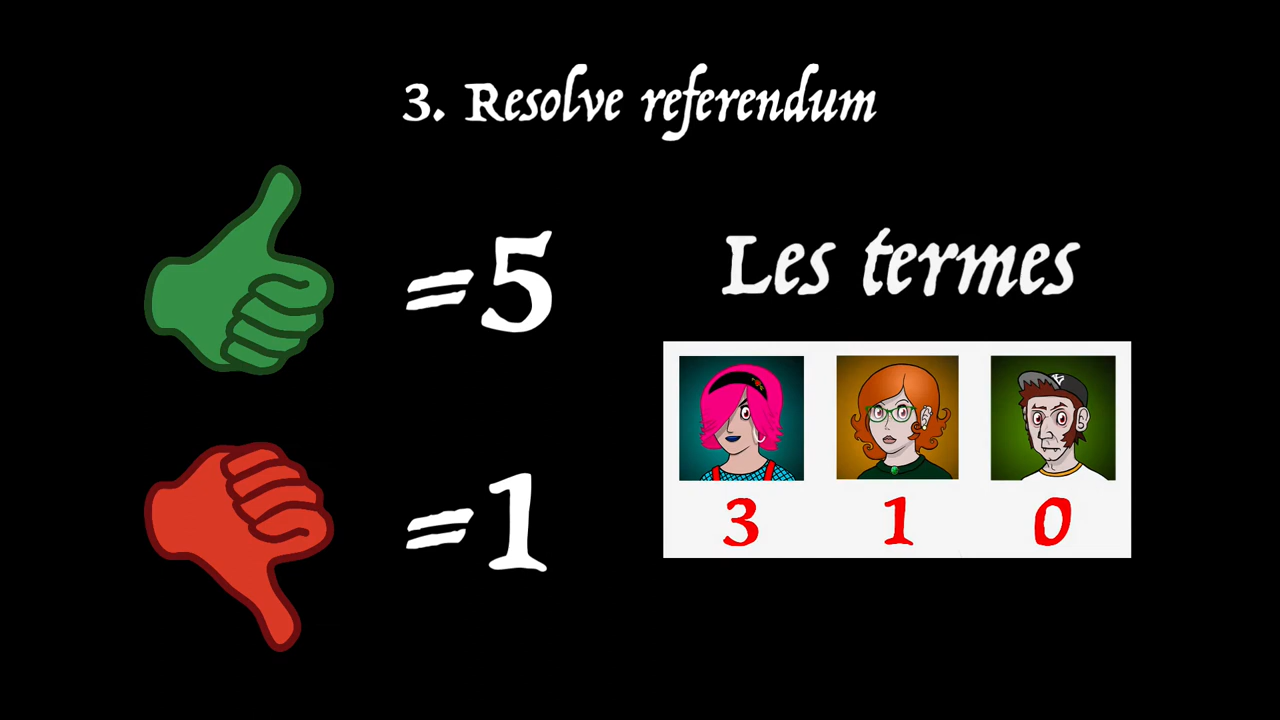 3. Resolve referendum
=5
Les termes
=1
3 1 0